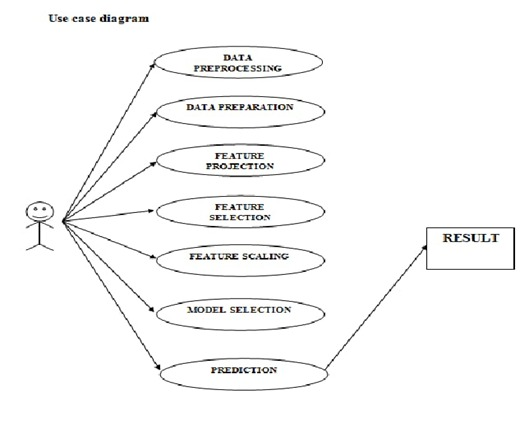 Use case diagram
DATA
PREPROCESSING
DATA PREPARATION
FEATURE
PROJECTION
FEATURE
SELECTION
FEATURE SCALING
MODEL SELECTION
PREDICTION
RESULT